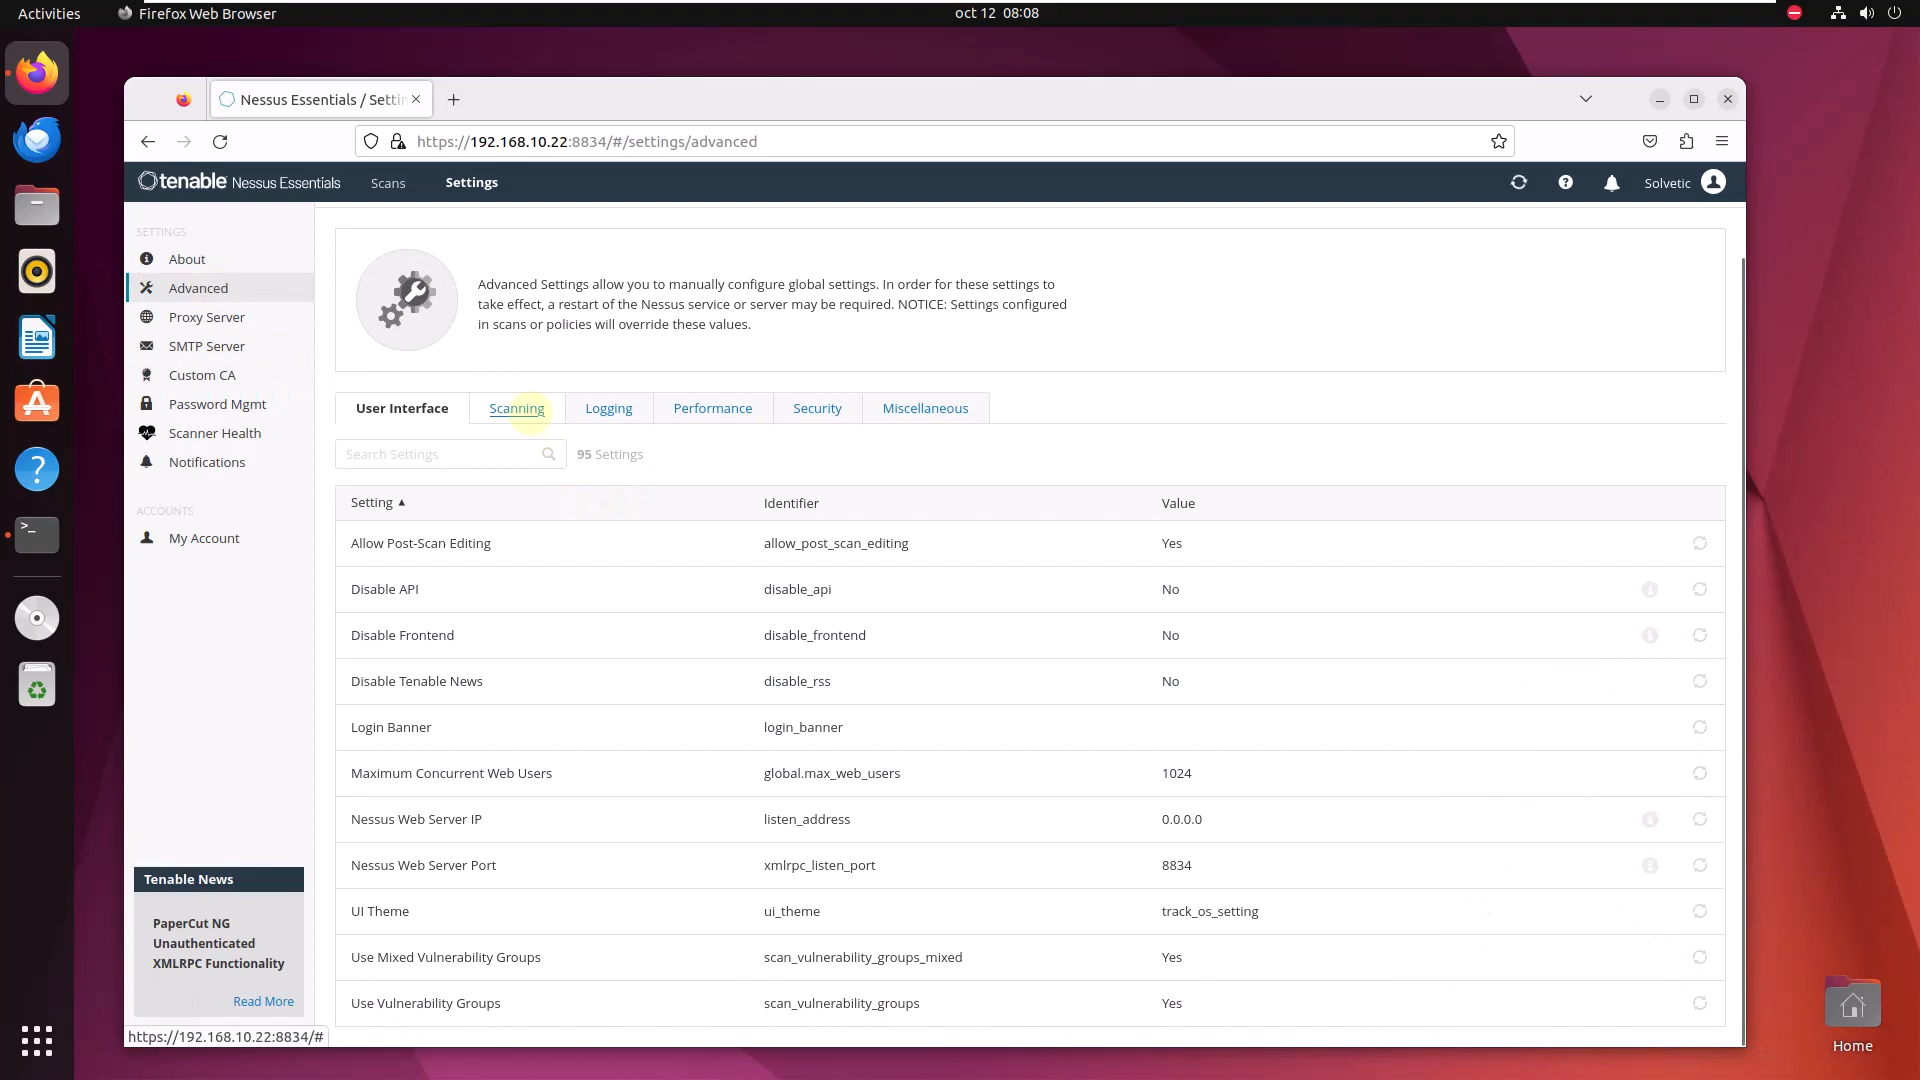 Activities
Firefox Web Browser
oct 12 08:08
Nessus Essentials / Settin
https://192.168.10.22:8834/#/settings/advanced
tenable Nessus Essentials
Scans
Settings
Solvetic
SETTINGS
About
Advanced
Proxy Server
SMTP Server
Custom CA
Password Mgmt
Scanner Health
Notifications
ACCOUNTS
My Account
Advanced Settings allow you to manually configure global settings. In order for these settings to
take effect, a restart of the Nessus service or server may be required. NOTICE: Settings configured
in scans or policies will override these values.
User Interface
Scanning
Logging
Performance
Security
Miscellaneous
Search Settings
95 Settings
Setting ▲ Identifier Value
Allow Post-Scan Editing allow_post_scan_editing Yes
Disable API disable_api No
Disable Frontend disable_frontend No
Disable Tenable News disable_rss No
Login Banner login_banner
Maximum Concurrent Web Users global.max_web_users 1024
Nessus Web Server IP listen_address 0.0.0.0
Nessus Web Server Port xmlrpc_listen_port 8834
UI Theme ui_theme track_os_setting
Use Mixed Vulnerability Groups scan_vulnerability_groups_mixed Yes
Use Vulnerability Groups scan_vulnerability_groups Yes
Tenable News
PaperCut NG
Unauthenticated
XMLRPC Functionality
Read More
https://192.168.10.22:8834/#
Home